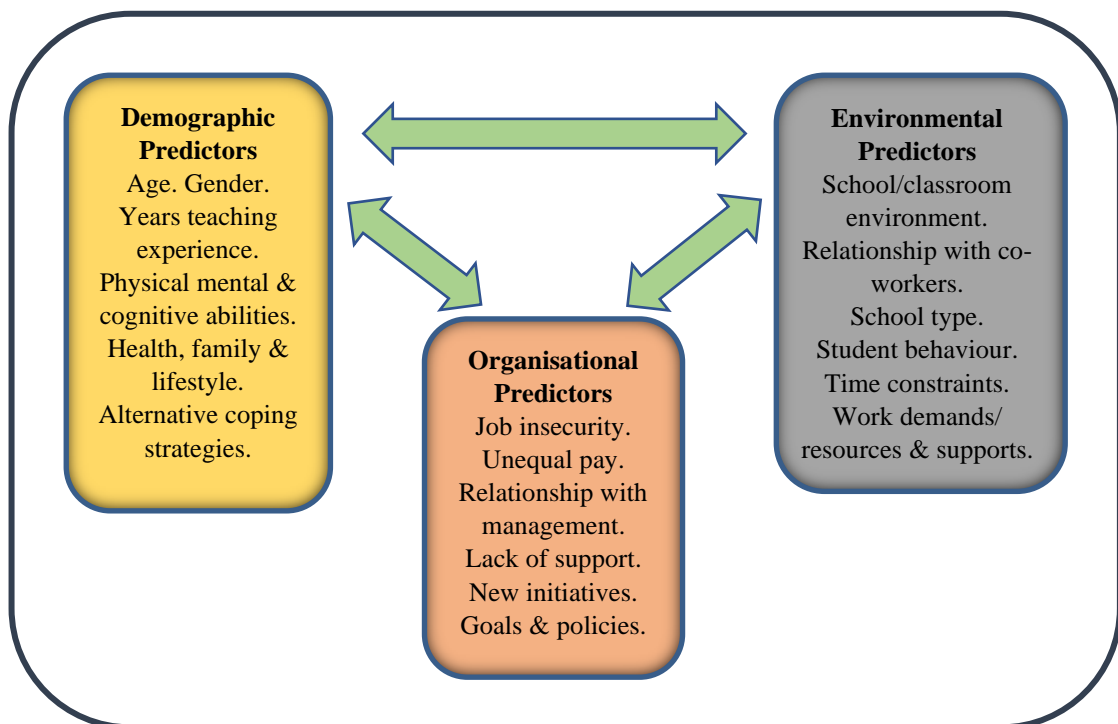 Demographic
Predictors
Age. Gender.
Years teaching
experience.
Physical mental &
cognitive abilities.
Health, family &
lifestyle.
Alternative coping
strategies.
Environmental
Predictors
School/classroom
environment.
Relationship with co-
workers.
School type.
Student behaviour.
Time constraints.
Work demands/
resources & supports.
Organisational
Predictors
Job insecurity.
Unequal pay.
Relationship with
management.
Lack of support.
New initiatives.
Goals & policies.